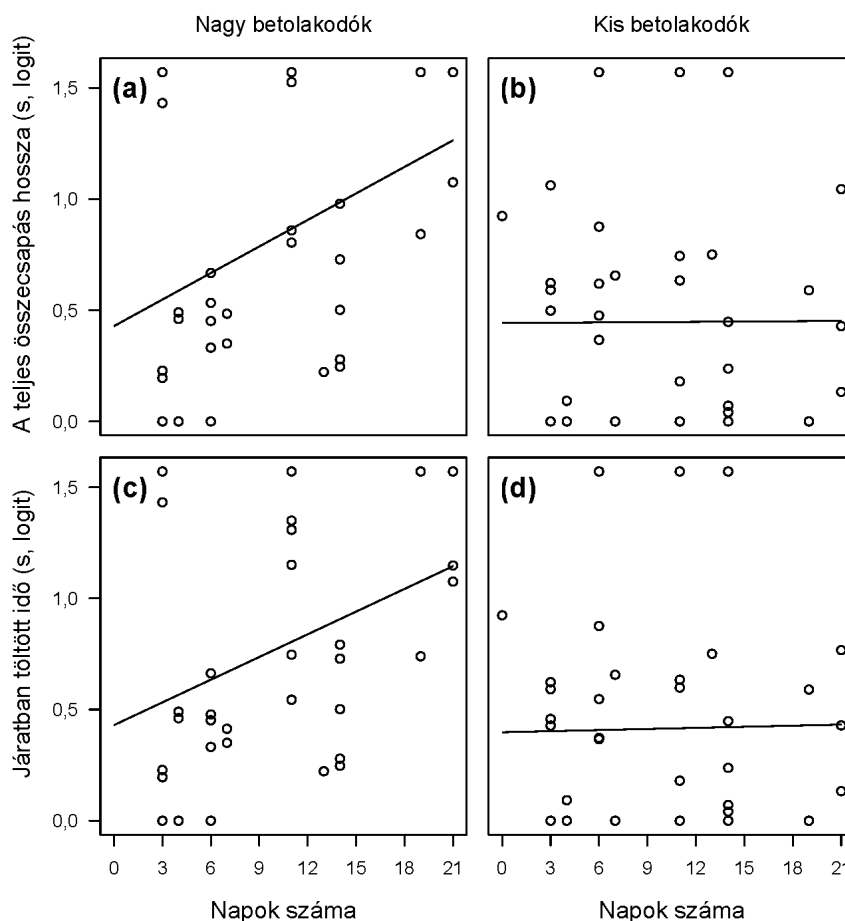 Nagy betolakodók
Kis betolakodók
A teljes összecsapás hossza (s, logit)
1,5
1,0
0,5
0,0
(a)
(b)
Járatban töltött idő (s, logit)
1,5
1,0
0,5
0,0
(c)
(d)
0 3 6 9 12 15 18 21
0 3 6 9 12 15 18 21
Napok száma
Napok száma